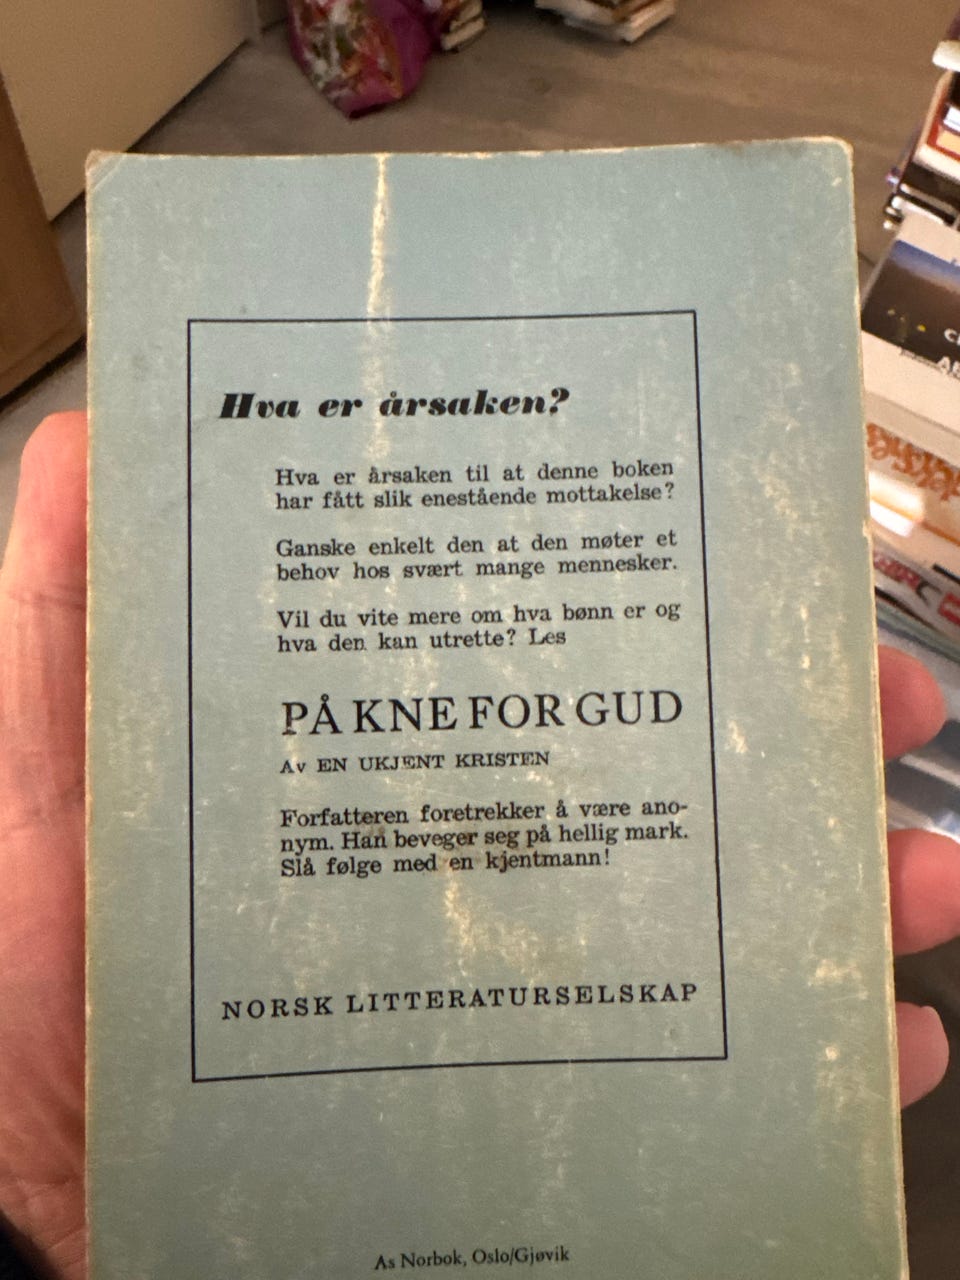 Hva er årsaken?
Hva er årsaken til at denne boken
har fått slik enestående mottakelse?
Ganske enkelt den at den møter et
behov hos svært mange mennesker.
Vil du vite mere om hva bønn er og
hva den kan utrette? Les
PÅ KNE FOR GUD
Av EN UKJENT KRISTEN
Forfatteren foretrekker å være ano-
nym. Han beveger seg på hellig mark.
Slå følge med en kjentmann!
NORSK LITTERATURSELSKAP
As Norbok, Oslo/Gjøvik